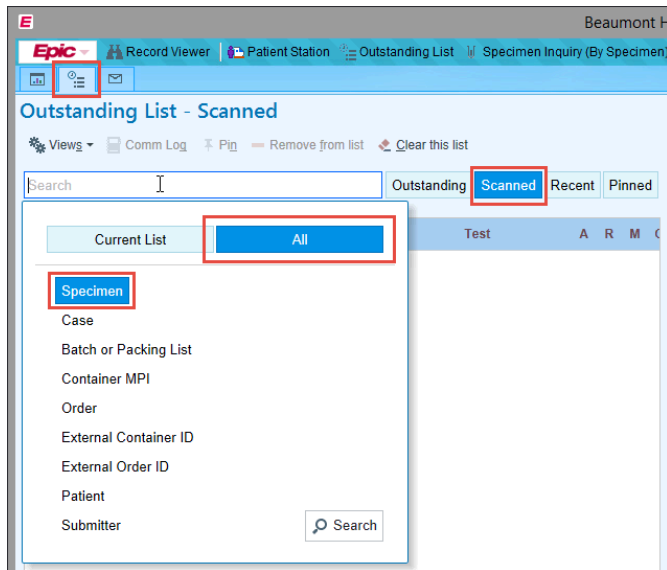 Beaumont H
Epic Record Viewer Patient Station Outstanding List Specimen Inquiry (By Specimen)
Outstanding List - Scanned
Views Comm Log Pin Remove from list Clear this list
Search Outstanding Scanned Recent Pinned
Current List All Test A R M
Specimen
Case
Batch or Packing List
Container MPI
Order
External Container ID
External Order ID
Patient
Submitter Search